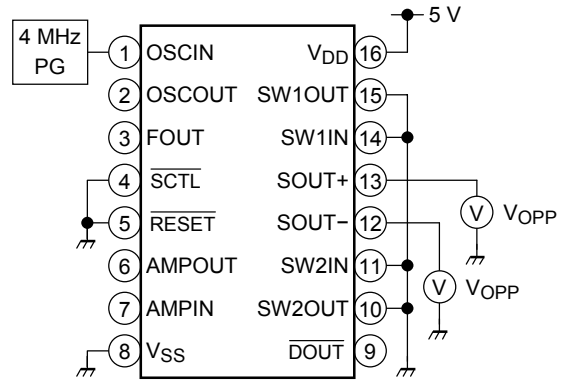 5 V
4 MHz
PG
1 OSCIN
VDD 16
2 OSCOUT
SW1OUT 15
3 FOUT
SW1IN 14
4 SCTL
SOUT+ 13
V VOPP
5 RESET
SOUT− 12
6 AMPOUT
SW2IN 11
V VOPP
7 AMPIN
SW2OUT 10
8 VSS
DOUT 9